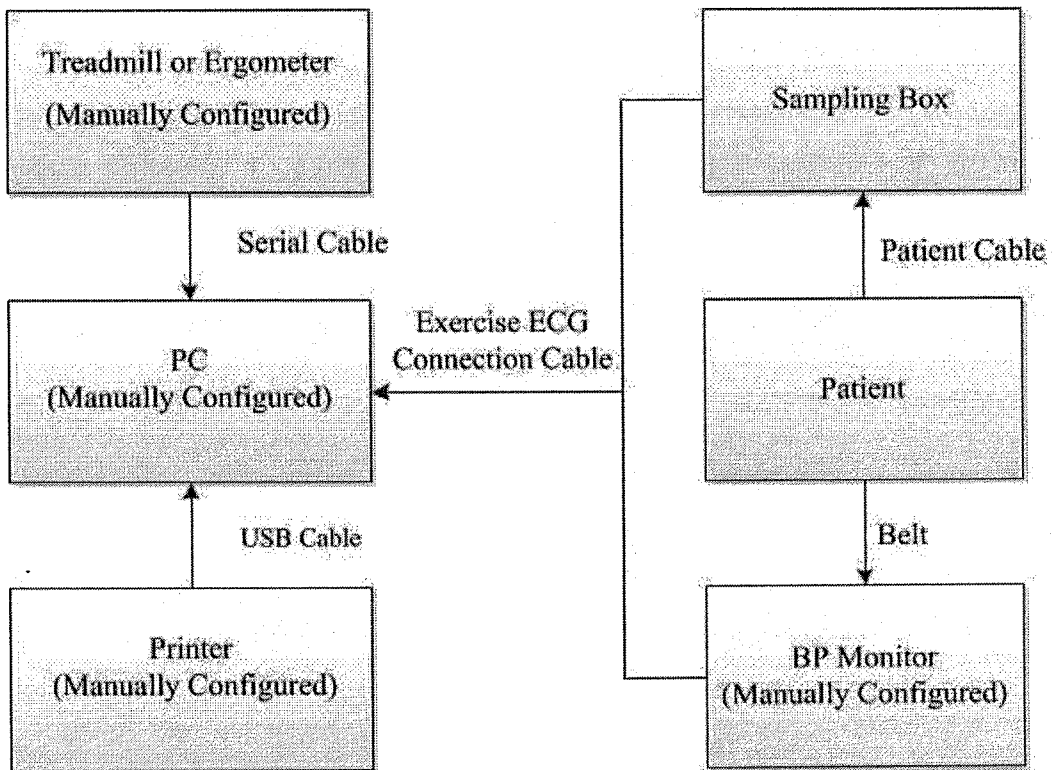 Treadmill or Ergometer
(Manually Configured)
Sampling Box
Serial Cable
Patient Cable
PC
(Manually Configured)
Exercise ECG
Connection Cable
Patient
USB Cable
Belt
Printer
(Manually Configured)
BP Monitor
(Manually Configured)